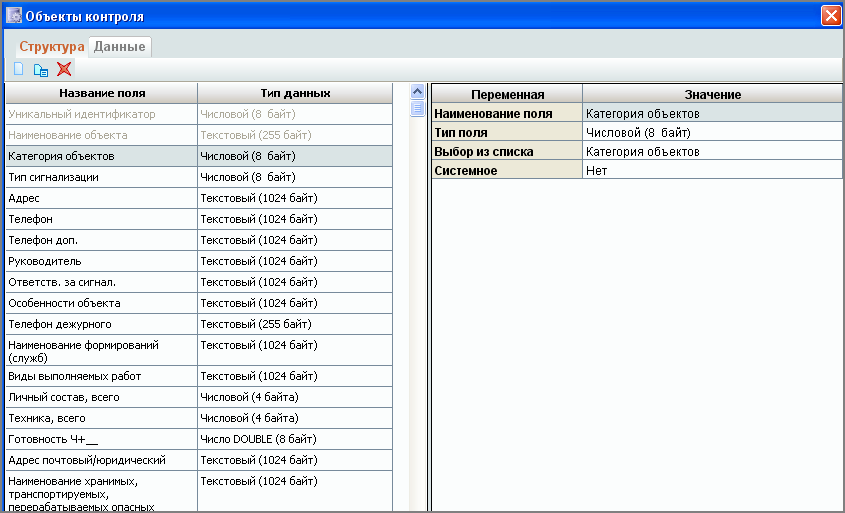 Объекты контроля
Структура Данные
Название поля Тип данных
Уникальный идентификатор Числовой (8 байт)
Наименование объекта Текстовый (255 байт)
Категория объектов Числовой (8 байт)
Тип сигнализации Числовой (8 байт)
Адрес Текстовый (1024 байт)
Телефон Текстовый (1024 байт)
Телефон доп. Текстовый (1024 байт)
Руководитель Текстовый (1024 байт)
Ответств. за сигнал. Текстовый (1024 байт)
Особенности объекта Текстовый (1024 байт)
Телефон дежурного Текстовый (255 байт)
Наименование формирований Текстовый (1024 байт)
(служб)
Виды выполняемых работ Текстовый (1024 байт)
Личный состав, всего Числовой (4 байта)
Техника, всего Числовой (4 байта)
Готовность Ч+__ Число DOUBLE (8 байт)
Адрес почтовый/юридический Текстовый (1024 байт)
Наименование хранимых, Текстовый (1024 байт)
транспортируемых,
перерабатываемых опасных
Переменная Значение
Наименование поля Категория объектов
Тип поля Числовой (8 байт)
Выбор из списка Категория объектов
Системное Нет